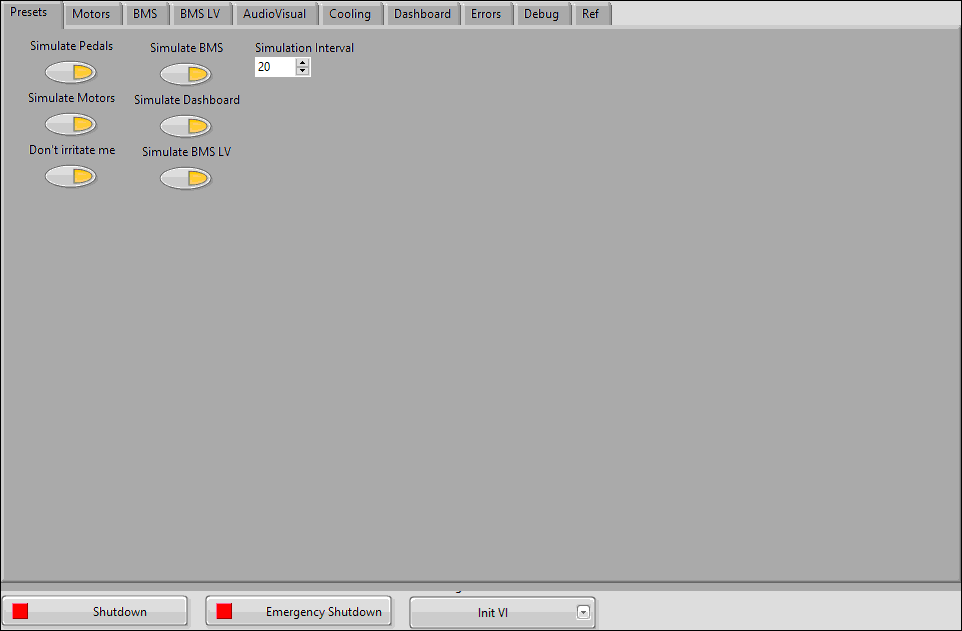 Presets Motors BMS BMS LV AudioVisual Cooling Dashboard Errors Debug Ref
Simulate Pedals Simulate BMS Simulation Interval
20
Simulate Motors Simulate Dashboard
Don't irritate me Simulate BMS LV
Shutdown Emergency Shutdown Init VI